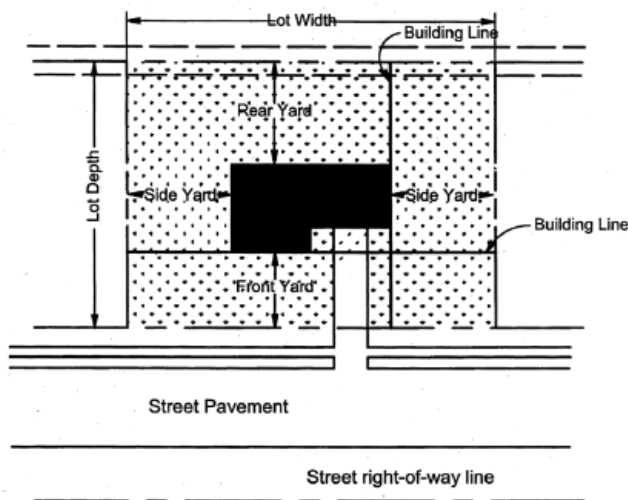 Lot Width
Building Line
Rear Yard
Lot Depth
Side Yard
Side Yard
Building Line
Front Yard
Street Pavement
Street right-of-way line